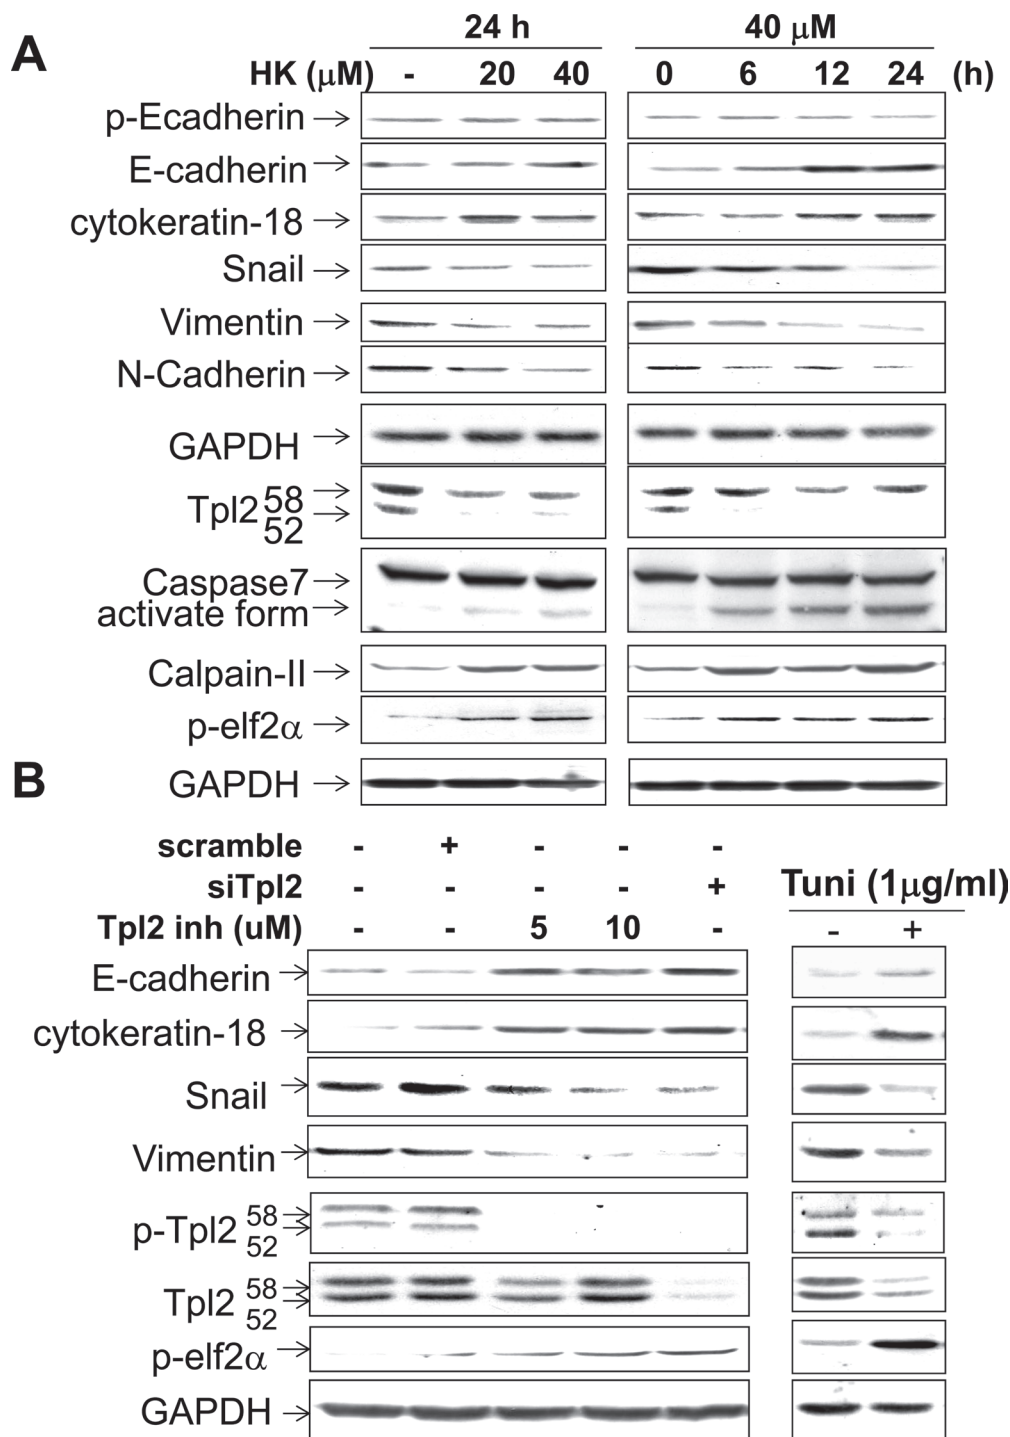 A
24 h
40 μM
HK (μM) - 20 40
0 6 12 24 (h)
p-Ecadherin
E-cadherin
cytokeratin-18
Snail
Vimentin
N-Cadherin
GAPDH
Tpl2 58
52
Caspase7
activate form
Calpain-II
p-elf2α
GAPDH
B
scramble - + - - -
siTpl2 - - - - +
Tuni (1μg/ml)
Tpl2 inh (uM) - - 5 10 -
- +
E-cadherin
cytokeratin-18
Snail
Vimentin
p-Tpl2 58
52
Tpl2 58
52
p-elf2α
GAPDH